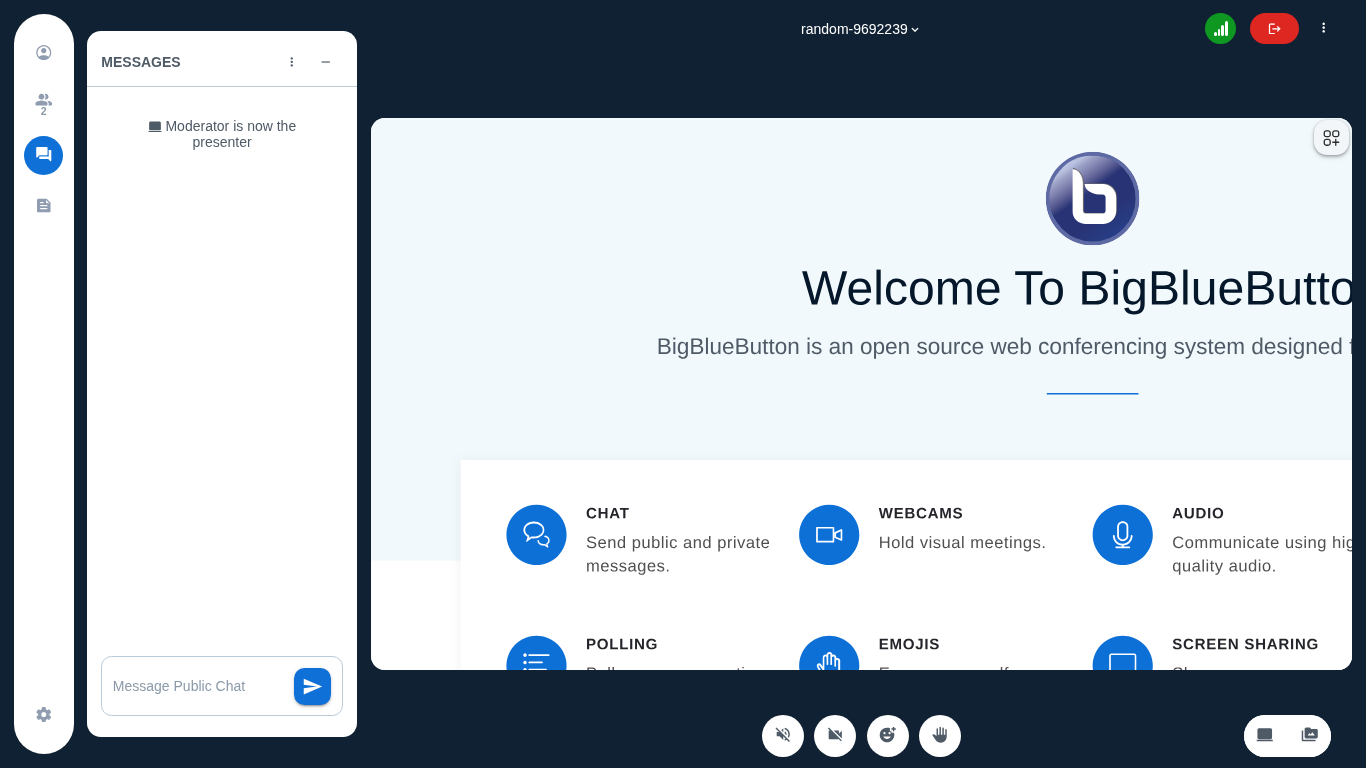 random-9692239
MESSAGES
2
Moderator is now the
presenter
Welcome To BigBlueButto
BigBlueButton is an open source web conferencing system designed
CHAT
Send public and private
messages.
WEBCAMS
Hold visual meetings.
AUDIO
Communicate using hig
quality audio.
POLLING
EMOJIS
SCREEN SHARING
Message Public Chat